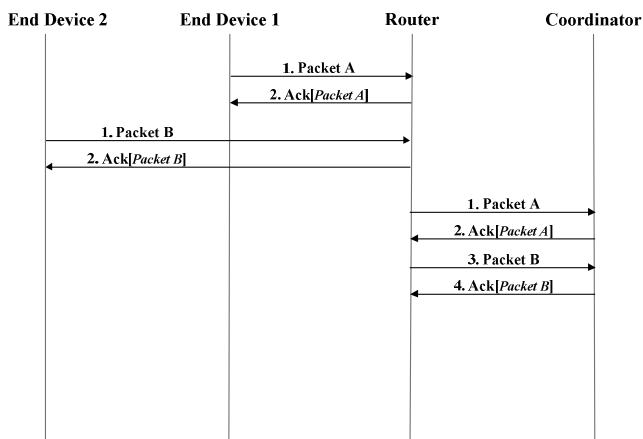 End Device 2 End Device 1 Router Coordinator
1. Packet A
2. Ack[Packet A]
1. Packet B
2. Ack[Packet B]
1. Packet A
2. Ack[Packet A]
3. Packet B
4. Ack[Packet B]